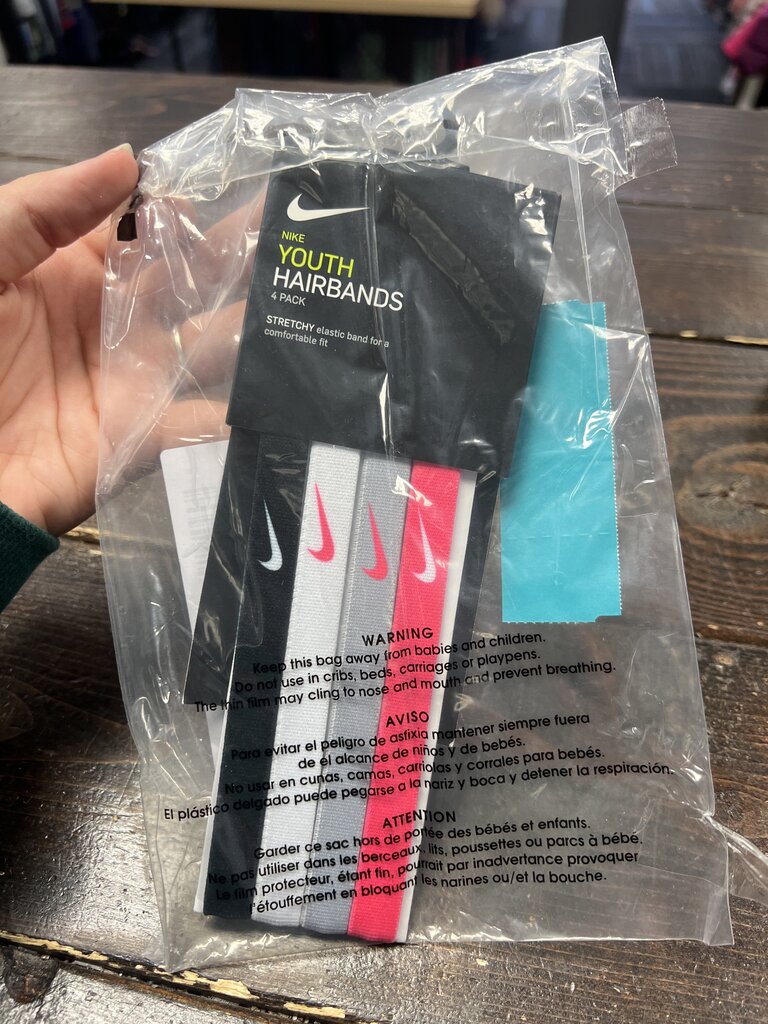 NIKE
YOUTH
HAIRBANDS
4 PACK
STRETCHY elastic band for a
comfortable fit
WARNING
Keep this bag away from babies and children.
Do not use in cribs, beds, carriages or playpens.
The thin film may cling to nose and mouth and prevent breathing.
AVISO
Para evitar el peligro de asfixia mantener siempre fuera
de el alcance de niños y de bebés.
No usar en cunas, camas, carriolas y corrales para bebés.
El plástico delgado puede pegarse a la nariz y boca y detener la respiración.
ATTENTION
Garder ce sac hors de portée des bébés et enfants.
Ne pas utiliser dans les berceaux, lits, poussettes ou parcs à bébé.
Le film protecteur, étant fin, pourrait par inadvertance provoquer
l'étouffement en bloquant les narines ou/et la bouche.